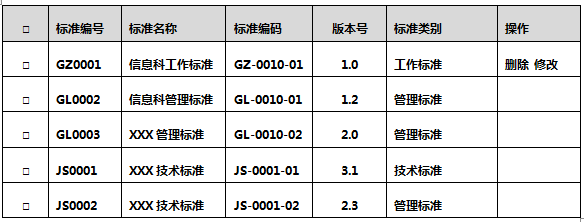 □ 标准编号 标准名称 标准编码 版本号 标准类别 操作
□ GZ0001 信息科工作标准 GZ-0010-01 1.0 工作标准 删除 修改
□ GL0002 信息科管理标准 GL-0010-01 1.2 管理标准
□ GL0003 XXX 管理标准 GL-0010-02 2.0 管理标准
□ JS0001 XXX 技术标准 JS-0001-01 3.1 技术标准
□ JS0002 XXX 技术标准 JS-0001-02 2.3 管理标准